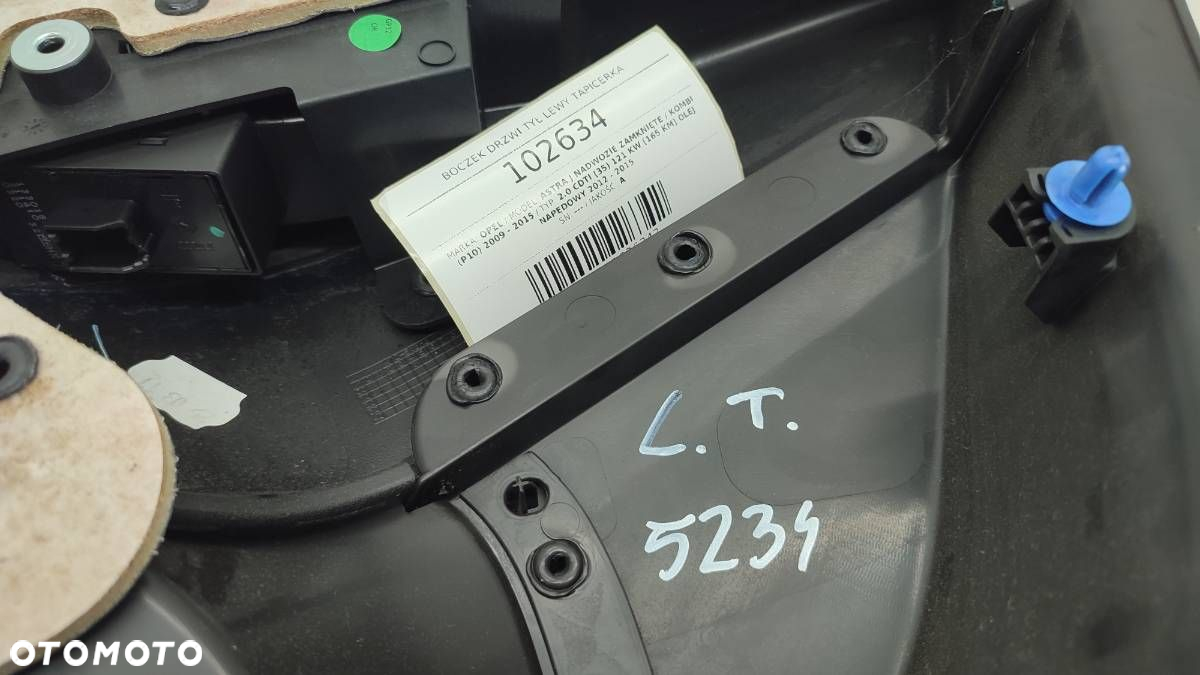 BOCZEK DRZWI TYŁ LEWY TAPICERKA
102634
MARKA OPEL / MODEL ASTRA J NADWOZIE ZAMKNIĘTE / KOMBI
(P10) 2009 - 2015 / TYP 2.0 CDTI (35) 121 KW (165 KM) OLEJ
NAPĘDOWY 2012 - 2015
SN: ---- / JAKOŚĆ A
L.T.
5234
OTOMOTO